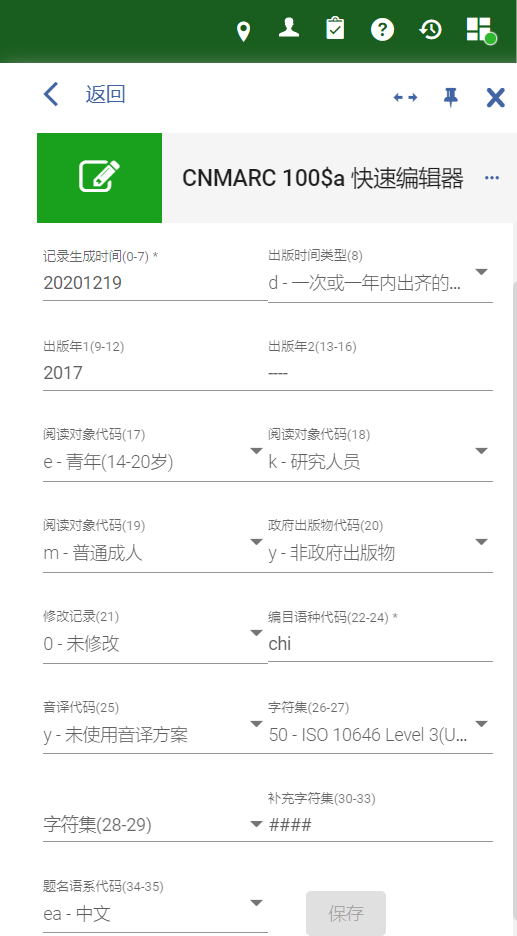 返回
CNMARC 100$a 快速编辑器
记录生成时间(0-7) *
20201219
出版时间类型(8)
d - 一次或一年内出齐的...
出版年1(9-12)
2017
出版年2(13-16)
----
阅读对象代码(17)
e - 青年(14-20岁)
阅读对象代码(18)
k - 研究人员
阅读对象代码(19)
m - 普通成人
政府出版物代码(20)
y - 非政府出版物
修改记录(21)
0 - 未修改
编目语种代码(22-24) *
chi
音译代码(25)
y - 未使用音译方案
字符集(26-27)
50 - ISO 10646 Level 3(U...
字符集(28-29)
补充字符集(30-33)
####
题名语系代码(34-35)
ea - 中文
保存